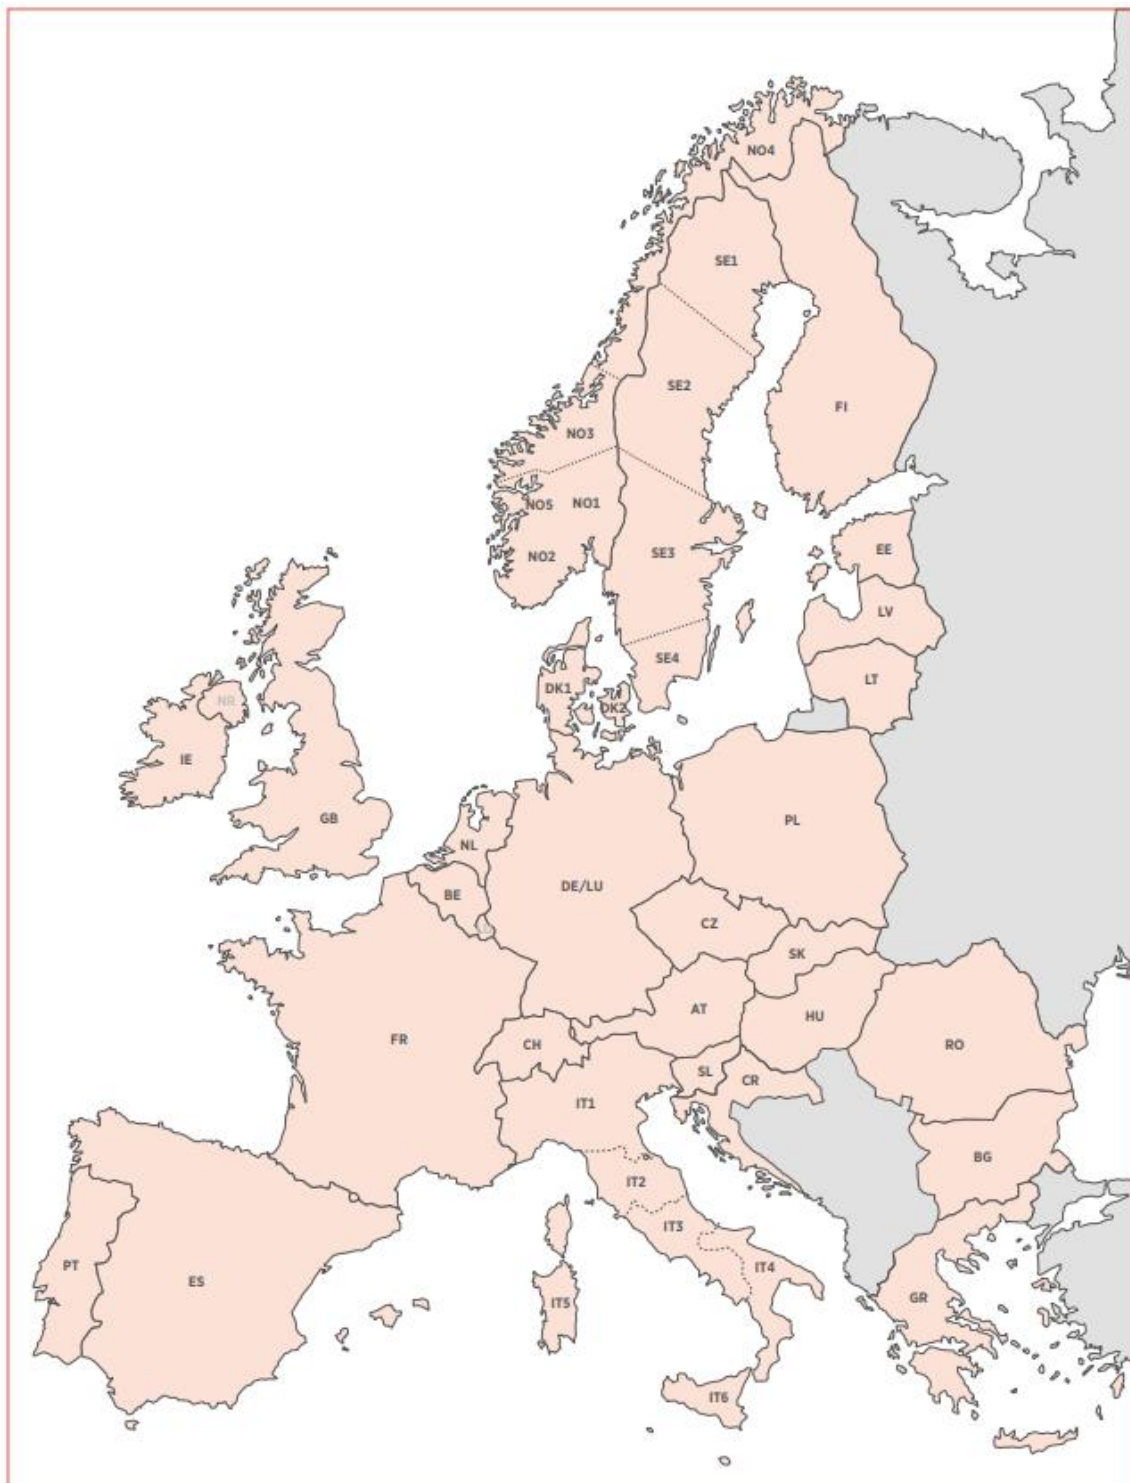 NO4
SE1
SE2
FI
NO3
NO5
NO1
NO2
SE3
EE
LV
SE4
LT
DK1
DK2
NR
IE
GB
PL
NL
DE/LU
BE
CZ
SK
AT
HU
FR
CH
RO
SL
CR
IT1
BG
IT2
IT3
PT
ES
IT4
IT5
GR
IT6